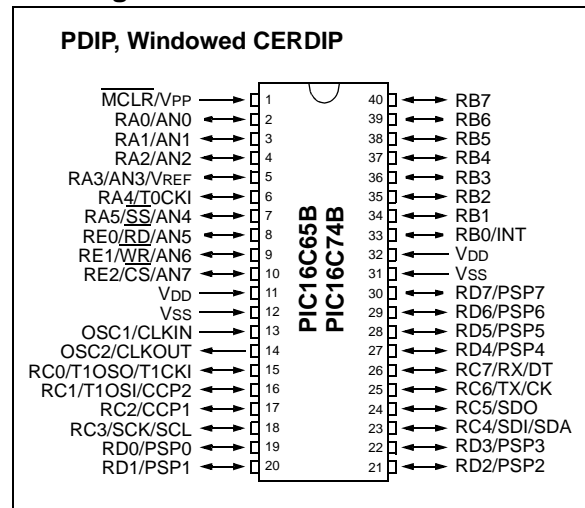 PDIP, Windowed CERDIP
MCLR/VPP 1
RA0/AN0 2
RA1/AN1 3
RA2/AN2 4
RA3/AN3/VREF 5
RA4/T0CKI 6
RA5/SS/AN4 7
RE0/RD/AN5 8
RE1/WR/AN6 9
RE2/CS/AN7 10
VDD 11
VSS 12
OSC1/CLKIN 13
OSC2/CLKOUT 14
RC0/T1OSO/T1CKI 15
RC1/T1OSI/CCP2 16
RC2/CCP1 17
RC3/SCK/SCL 18
RD0/PSP0 19
RD1/PSP1 20
PIC16C65B
PIC16C74B
40 RB7
39 RB6
38 RB5
37 RB4
36 RB3
35 RB2
34 RB1
33 RB0/INT
32 VDD
31 VSS
30 RD7/PSP7
29 RD6/PSP6
28 RD5/PSP5
27 RD4/PSP4
26 RC7/RX/DT
25 RC6/TX/CK
24 RC5/SDO
23 RC4/SDI/SDA
22 RD3/PSP3
21 RD2/PSP2